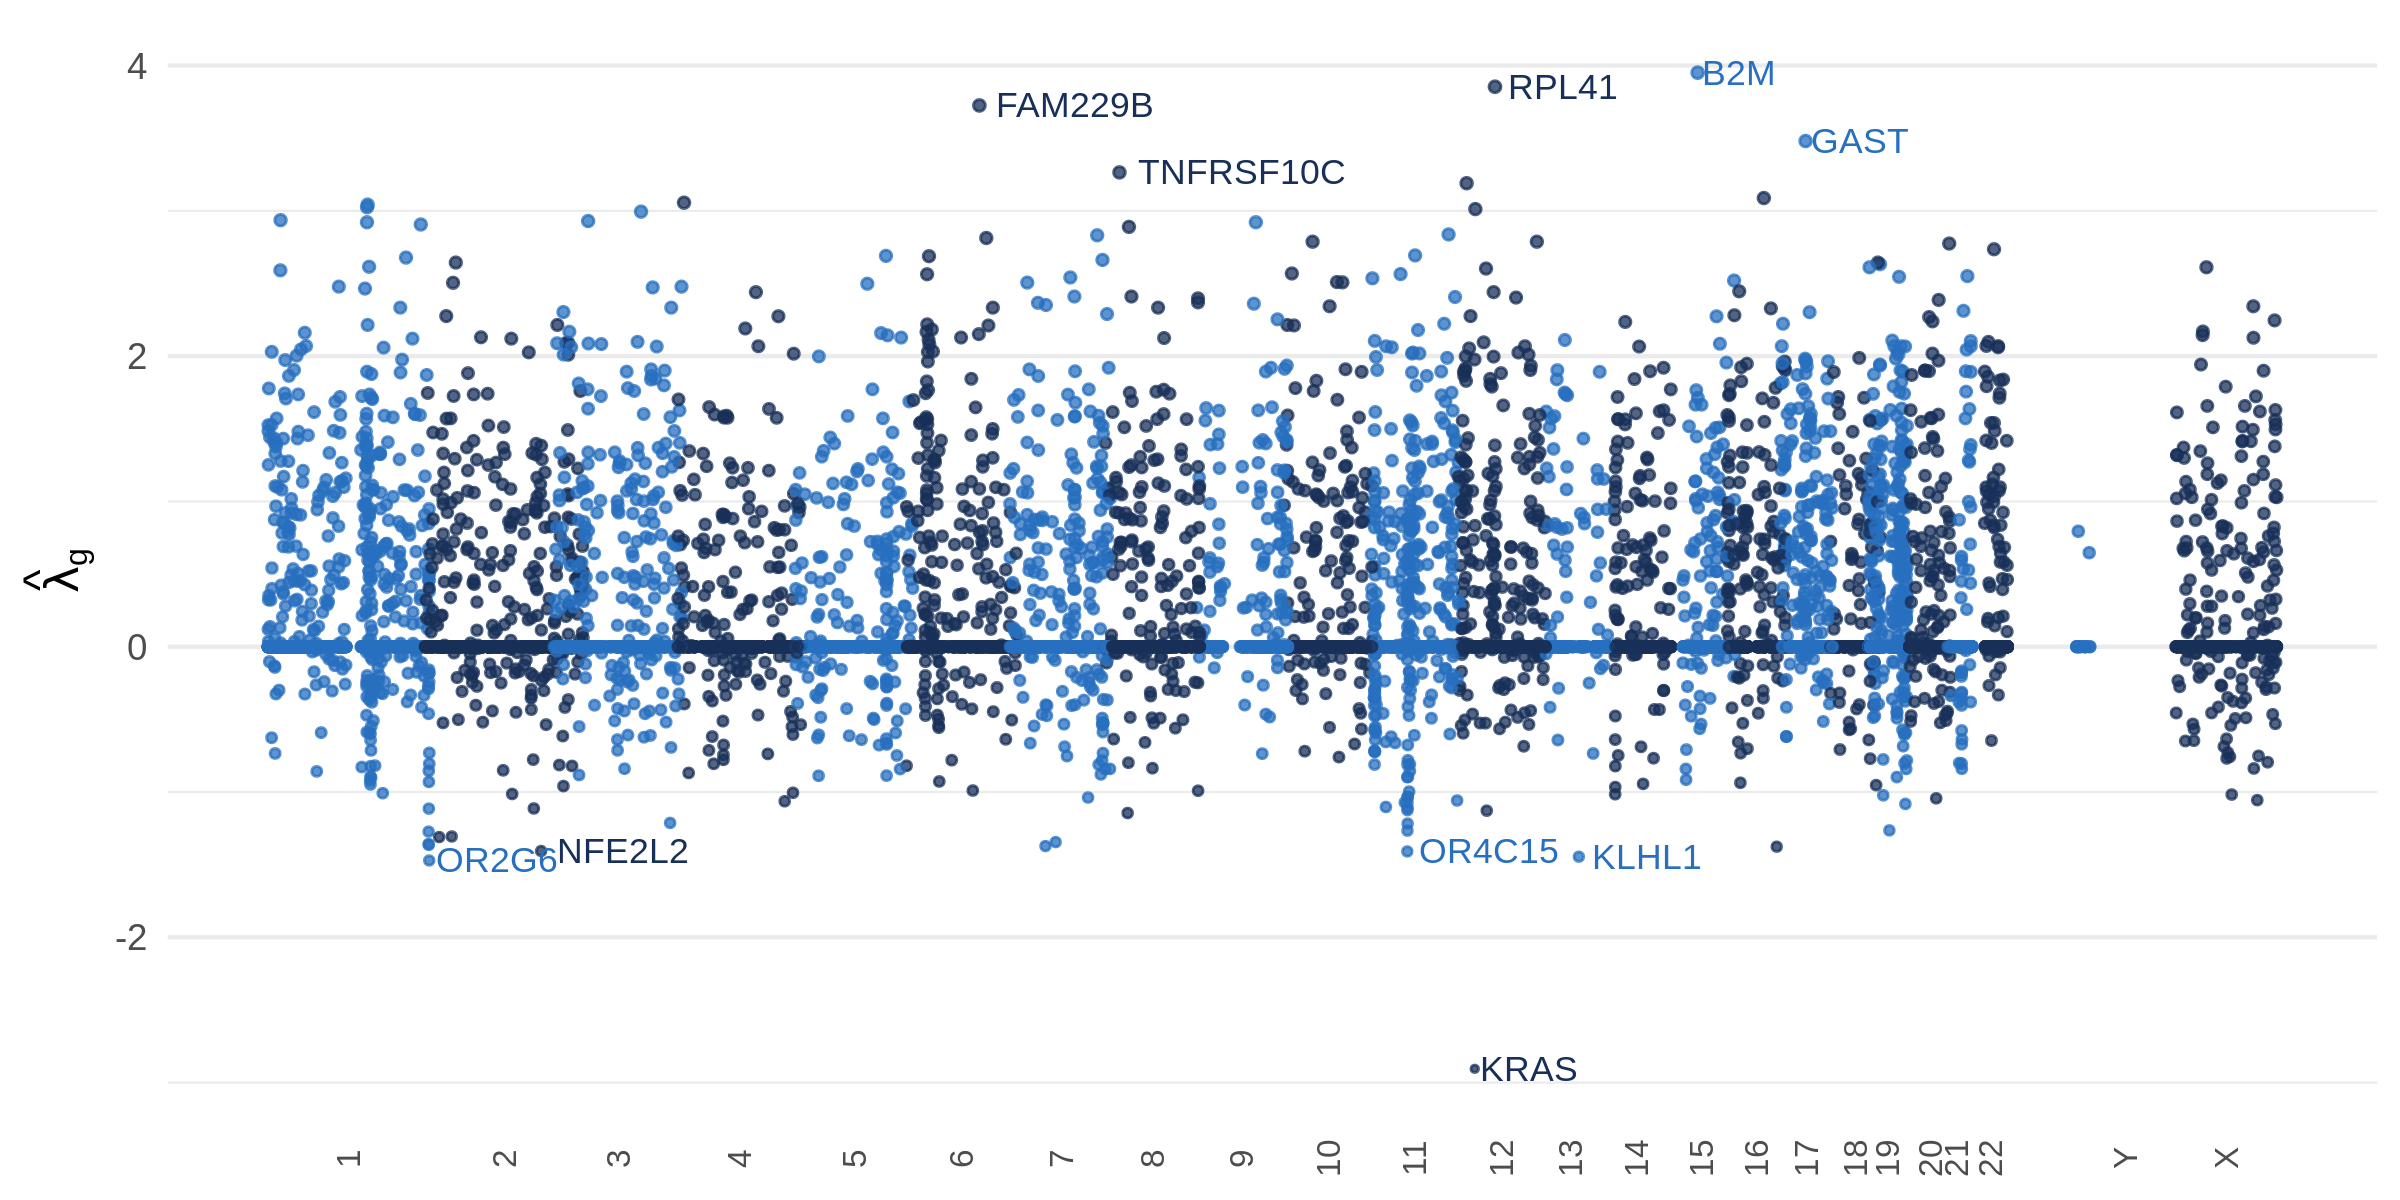 4
B2M
RPL41
FAM229B
GAST
TNFRSF10C
2
λ̂g
0
OR2G6
NFE2L2
OR4C15
KLHL1
-2
KRAS
1 2 3 4 5 6 7 8 9 10 11 12 13 14 15 16 17 18 19 20 21 22 Y X